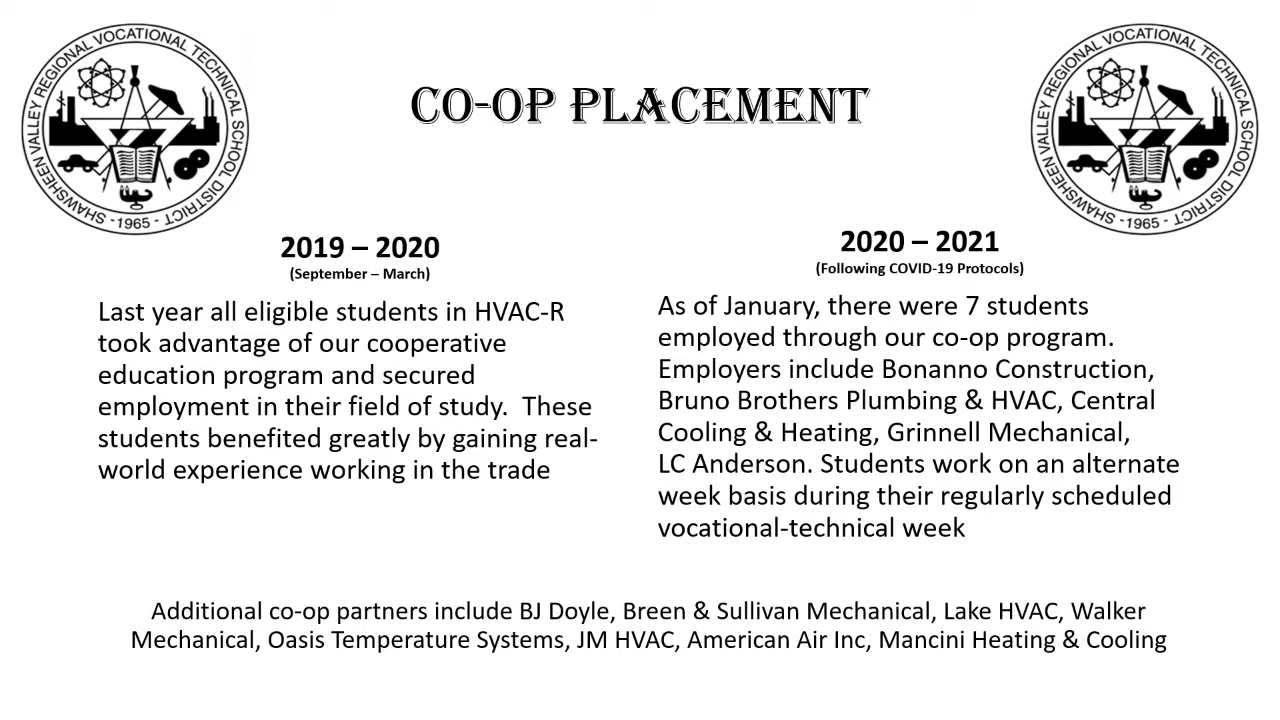 SHAWSHEEN VALLEY REGIONAL VOCATIONAL TECHNICAL SCHOOL DISTRICT
- 1965 -
CO-OP PLACEMENT
SHAWSHEEN VALLEY REGIONAL VOCATIONAL TECHNICAL SCHOOL DISTRICT
- 1965 -
2019 – 2020
(September – March)
Last year all eligible students in HVAC-R
took advantage of our cooperative
education program and secured
employment in their field of study.  These
students benefited greatly by gaining real-
world experience working in the trade
2020 – 2021
(Following COVID-19 Protocols)
As of January, there were 7 students
employed through our co-op program.
Employers include Bonanno Construction,
Bruno Brothers Plumbing & HVAC, Central
Cooling & Heating, Grinnell Mechanical,
LC Anderson. Students work on an alternate
week basis during their regularly scheduled
vocational-technical week
Additional co-op partners include BJ Doyle, Breen & Sullivan Mechanical, Lake HVAC, Walker
Mechanical, Oasis Temperature Systems, JM HVAC, American Air Inc, Mancini Heating & Cooling